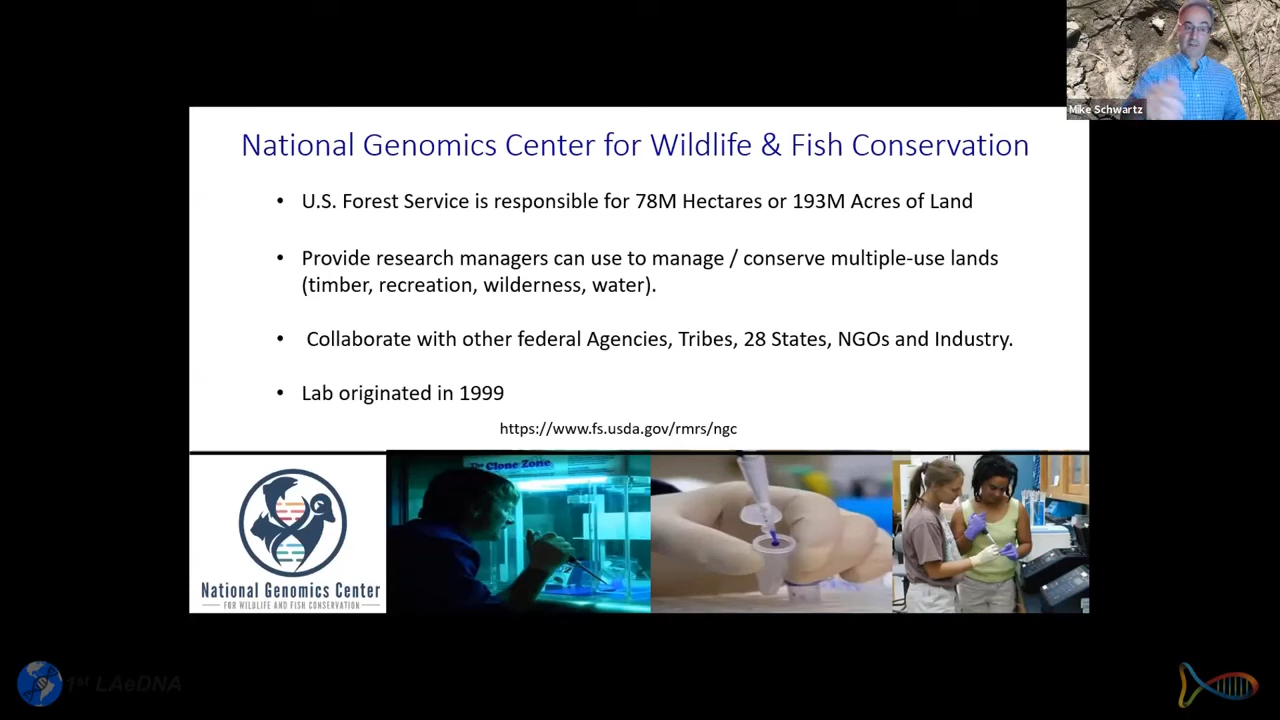 Mike Schwartz
National Genomics Center for Wildlife & Fish Conservation
• U.S. Forest Service is responsible for 78M Hectares or 193M Acres of Land
• Provide research managers can use to manage / conserve multiple-use lands
(timber, recreation, wilderness, water).
• Collaborate with other federal Agencies, Tribes, 28 States, NGOs and Industry.
• Lab originated in 1999
https://www.fs.usda.gov/rmrs/ngc
The Clone Zone
National Genomics Center
FOR WILDLIFE AND FISH CONSERVATION
1st LAeDNA